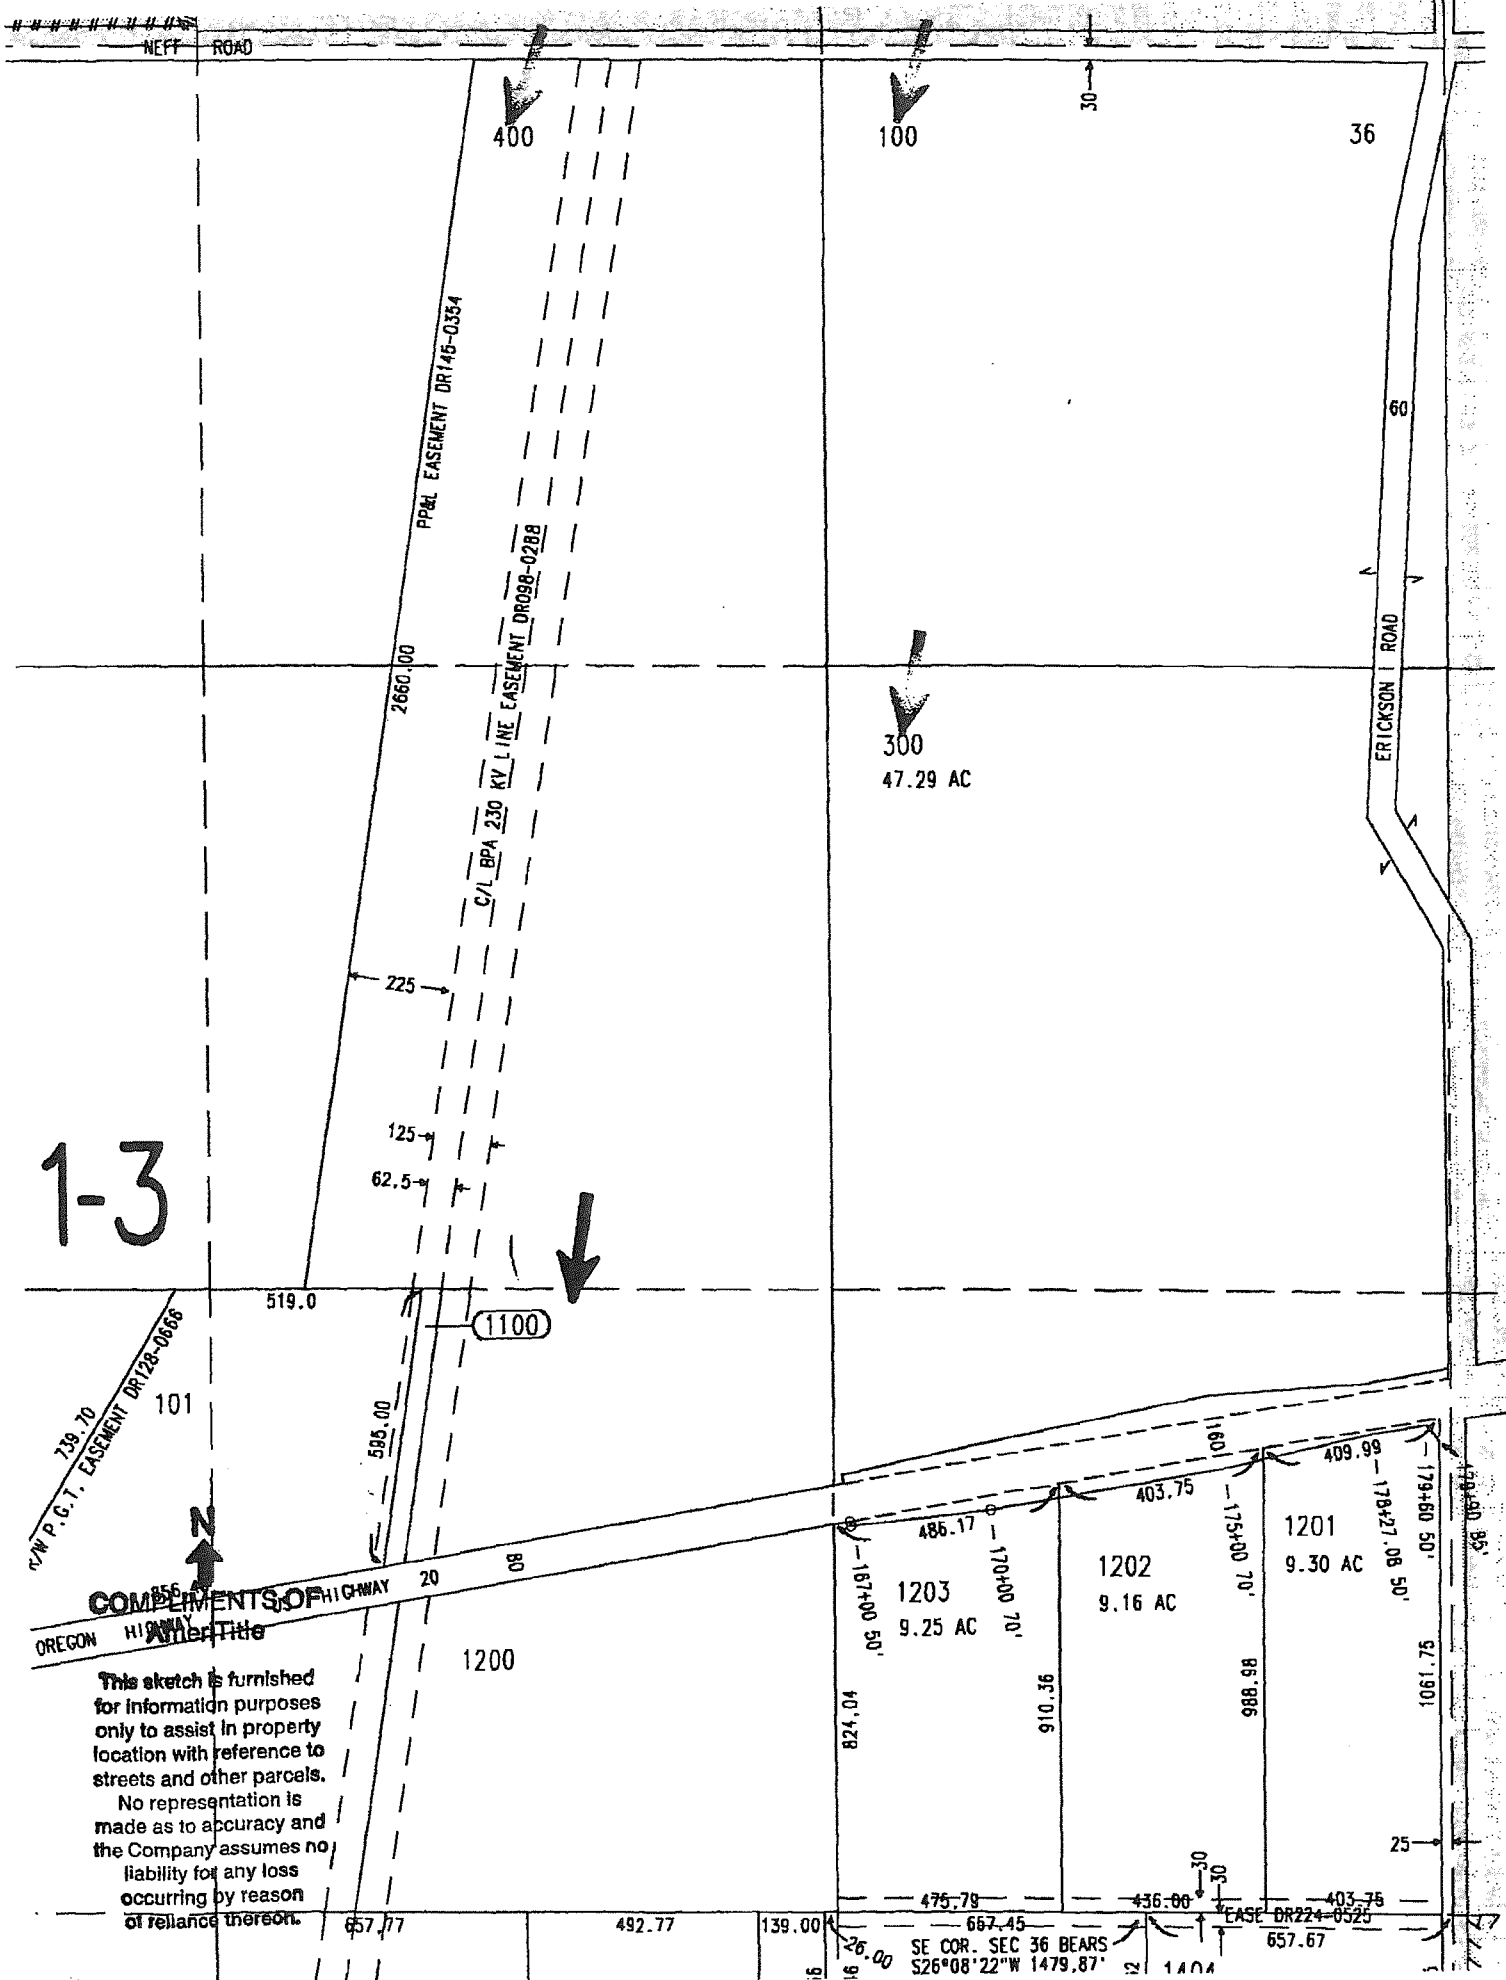 NEFF ROAD
30
400
100
36
PP&L EASEMENT DR145-0354
60
C/L BPA 230 KV LINE EASEMENT DR098-0288
2660.00
ERICKSON ROAD
300
47.29 AC
225
125
62.5
1-3
519.0
1100
R/W P.G.T. EASEMENT DR128-0666
739.70
101
595.00
160
409.99
403.75
486.17
179+60 50'
178+27.08 50'
175+00 70'
170+00 70'
167+00 50'
1201
9.30 AC
1202
9.16 AC
1203
9.25 AC
N
20
80
OREGON HIGHWAY
US HIGHWAY
COMPLIMENTS OF
AmeriTitle
1200
This sketch is furnished
for information purposes
only to assist in property
location with reference to
streets and other parcels.
No representation is
made as to accuracy and
the Company assumes no
liability for any loss
occurring by reason
of reliance thereon.
824.04
910.36
988.98
1061.75
25
30
30
475.79
436.00
403.75
EASE DR224-0525
657.77
492.77
139.00
667.45
657.67
26.00
SE COR. SEC 36 BEARS
S26°08'22"W 1479.87'
1404